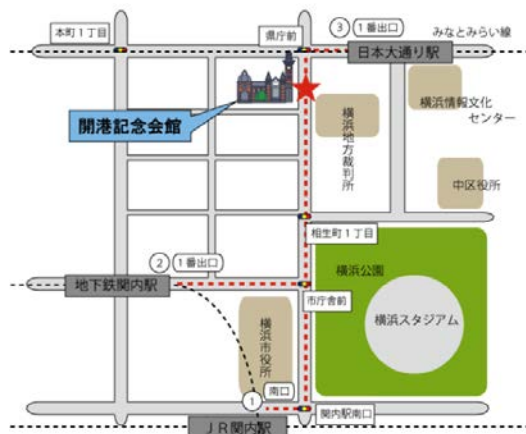 ③ 1番出口
みなとみらい線
本町1丁目
県庁前
日本大通り駅
開港記念会館
横浜地方裁判所
横浜情報文化
センター
中区役所
相生町1丁目
② 1番出口
地下鉄関内駅
横浜公園
市庁舎前
横浜スタジアム
横浜市役所
① 南口
関内駅南口
JR関内駅